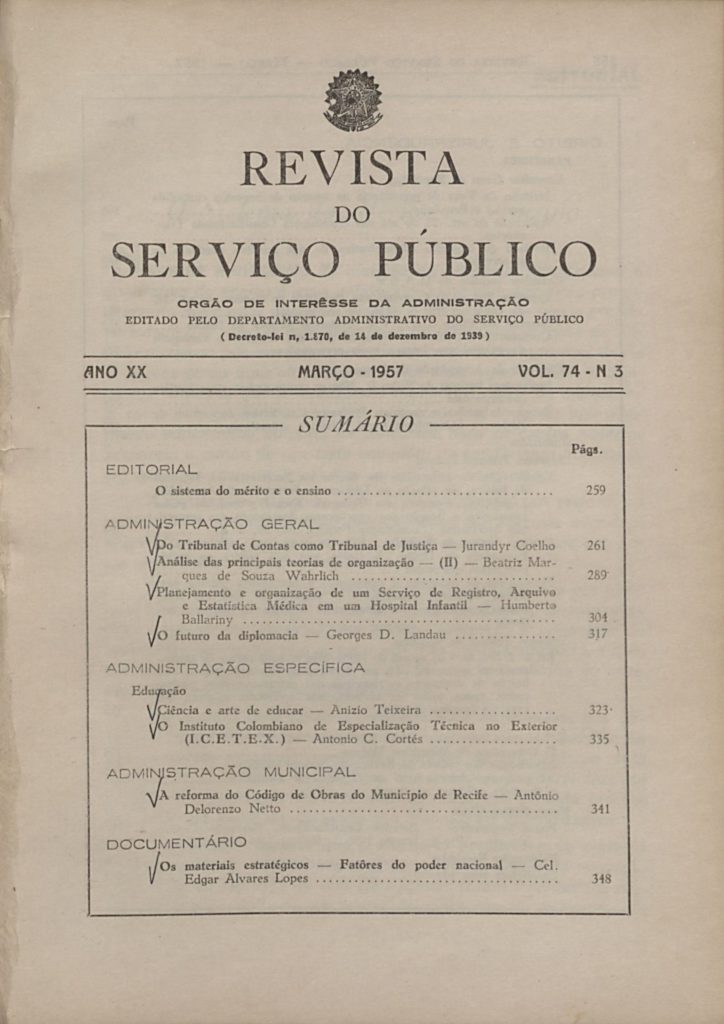 REVISTA
DO
SERVIÇO PÚBLICO
ORGÃO DE INTERÊSSE DA ADMINISTRAÇÃO
EDITADO PELO DEPARTAMENTO ADMINISTRATIVO DO SERVIÇO PÚBLICO
( Decreto-lei n, 1.870, de 14 de dezembro de 1939 )
ANO XX MARÇO - 1957 VOL. 74 - N 3
SUMÁRIO
Págs.
EDITORIAL
O sistema do mérito e o ensino ................................ 259
ADMINISTRAÇÃO GERAL
Do Tribunal de Contas como Tribunal de Justiça — Jurandyr Coelho 261
Análise das principais teorias de organização — (II) — Beatriz Mar-
ques de Souza Wahrlich .............................. 289
Planejamento e organização de um Serviço de Registro, Arquivo
e Estatística Médica em um Hospital Infantil — Humberto
Ballariny .............................................. 304
O futuro da diplomacia — Georges D. Landau ............... 317
ADMINISTRAÇÃO ESPECÍFICA
Educação
Ciência e arte de educar — Anizio Teixeira ................... 323
O Instituto Colombiano de Especialização Técnica no Exterior
(I.C.E.T.E.X.) — Antonio C. Cortés ................... 335
ADMINISTRAÇÃO MUNICIPAL
A reforma do Código de Obras do Município de Recife — Antônio
Delorenzo Netto ........................................ 341
DOCUMENTÁRIO
Os materiais estratégicos — Fatôres do poder nacional — Cel.
Edgar Alvares Lopes .................................... 348